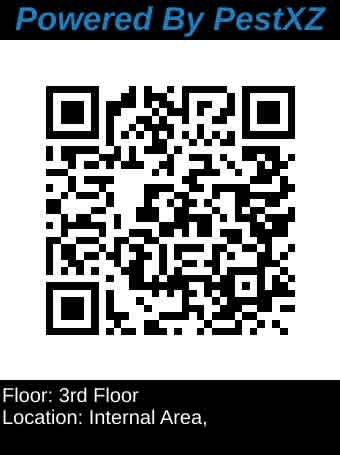 Powered By PestXZ
Floor: 3rd Floor
Location: Internal Area,